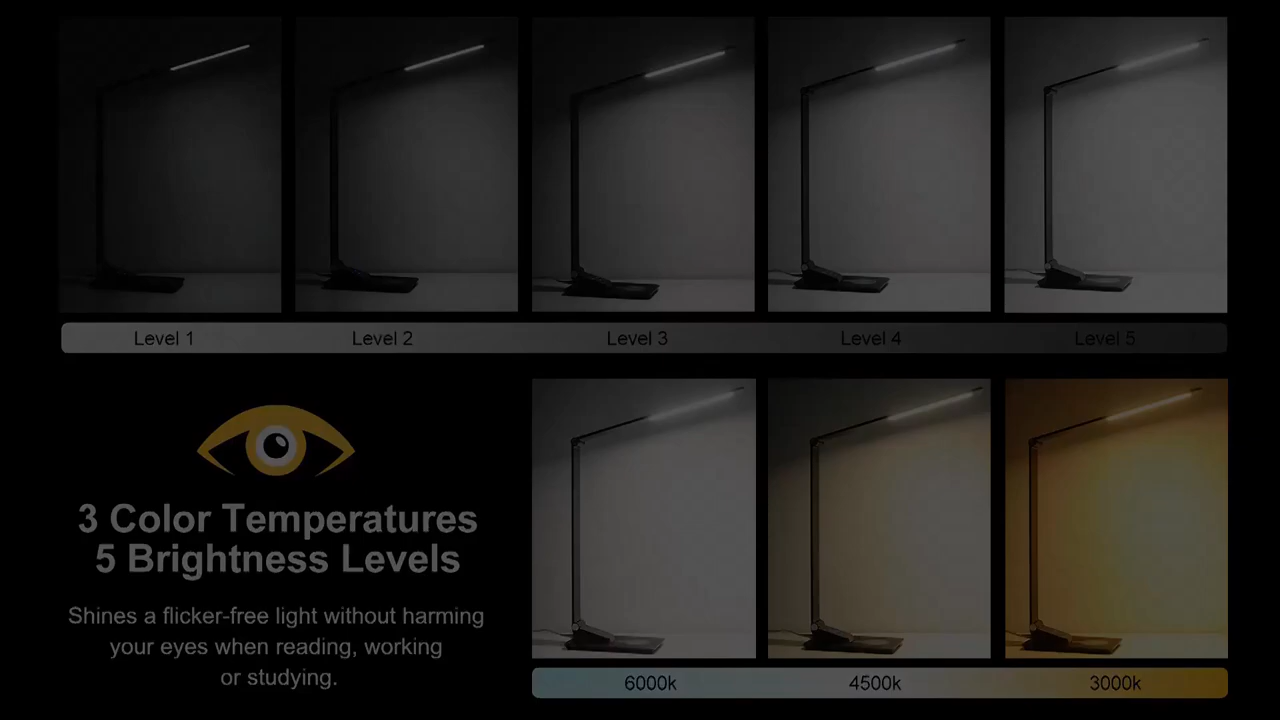 Level 1
Level 2
Level 3
Level 4
Level 5
3 Color Temperatures
5 Brightness Levels
Shines a flicker-free light without harming
your eyes when reading, working
or studying.
6000k
4500k
3000k